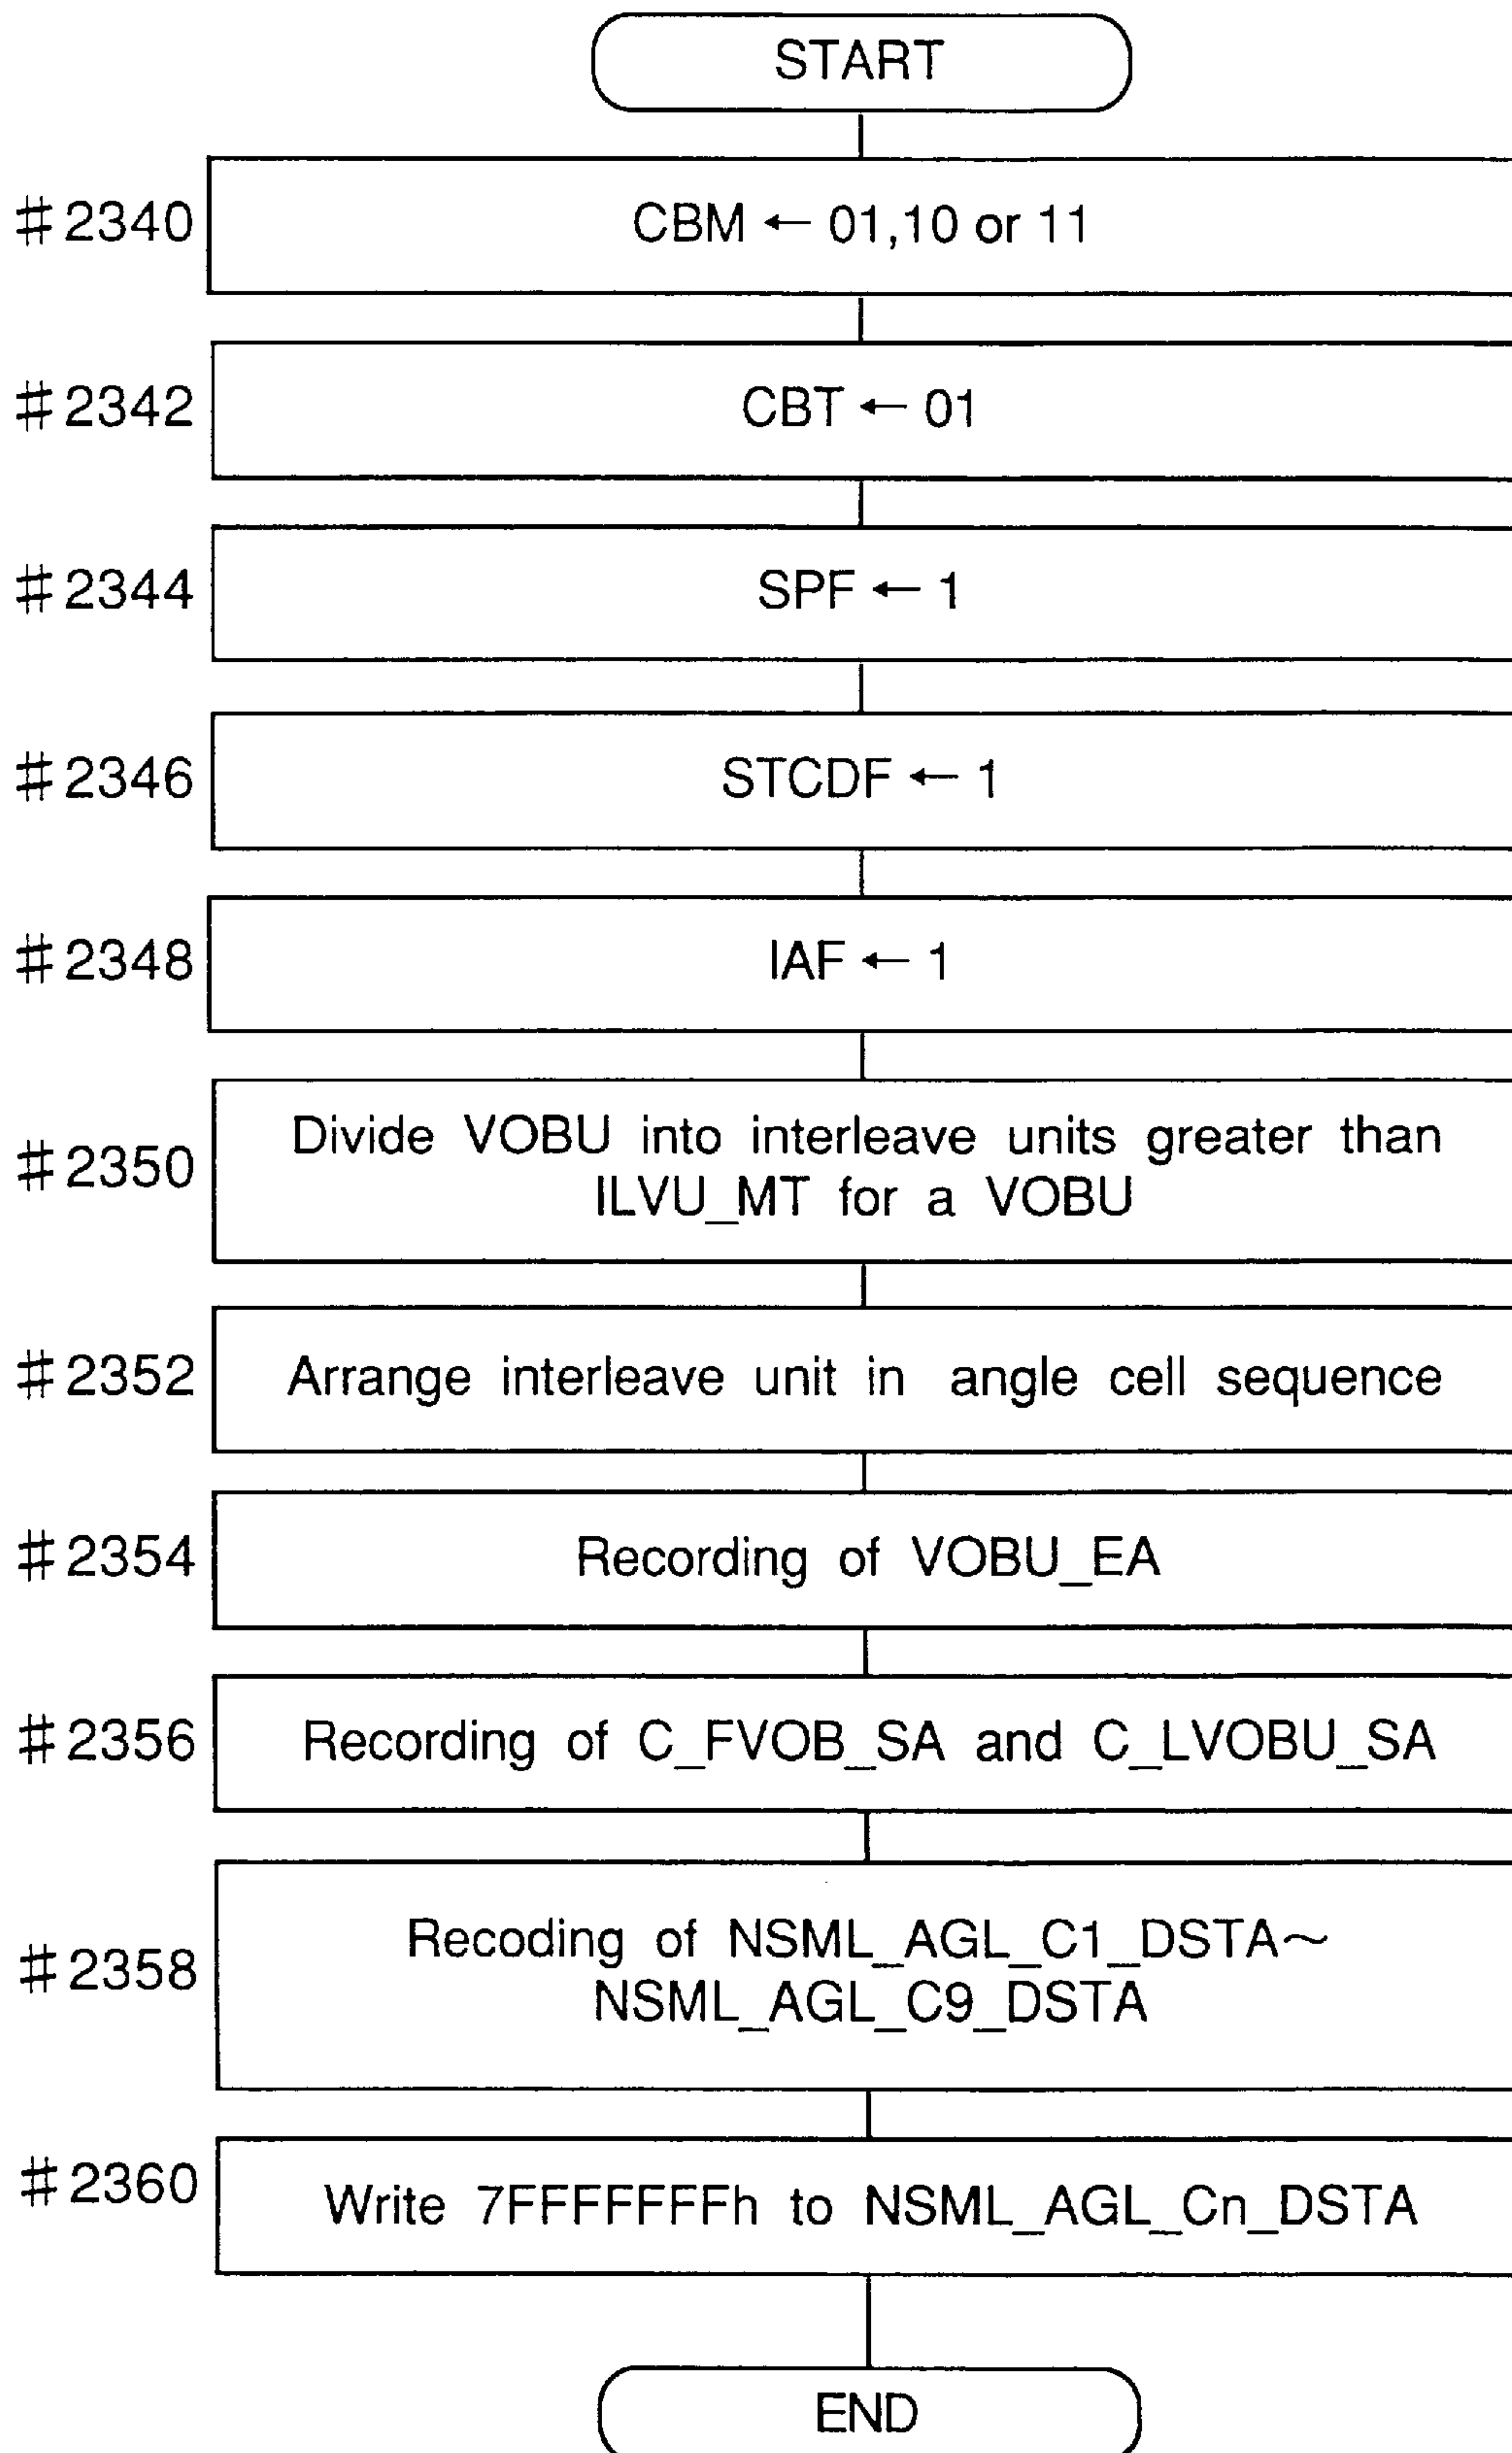 START
#2340
CBM ← 01,10 or 11
#2342
CBT ← 01
#2344
SPF ← 1
#2346
STCDF ← 1
#2348
IAF ← 1
#2350
Divide VOBU into interleave units greater than
ILVU_MT for a VOBU
#2352
Arrange interleave unit in angle cell sequence
#2354
Recording of VOBU_EA
#2356
Recording of C_FVOB_SA and C_LVOBU_SA
#2358
Recoding of NSML_AGL_C1_DSTA~
NSML_AGL_C9_DSTA
#2360
Write 7FFFFFFFh to NSML_AGL_Cn_DSTA
END